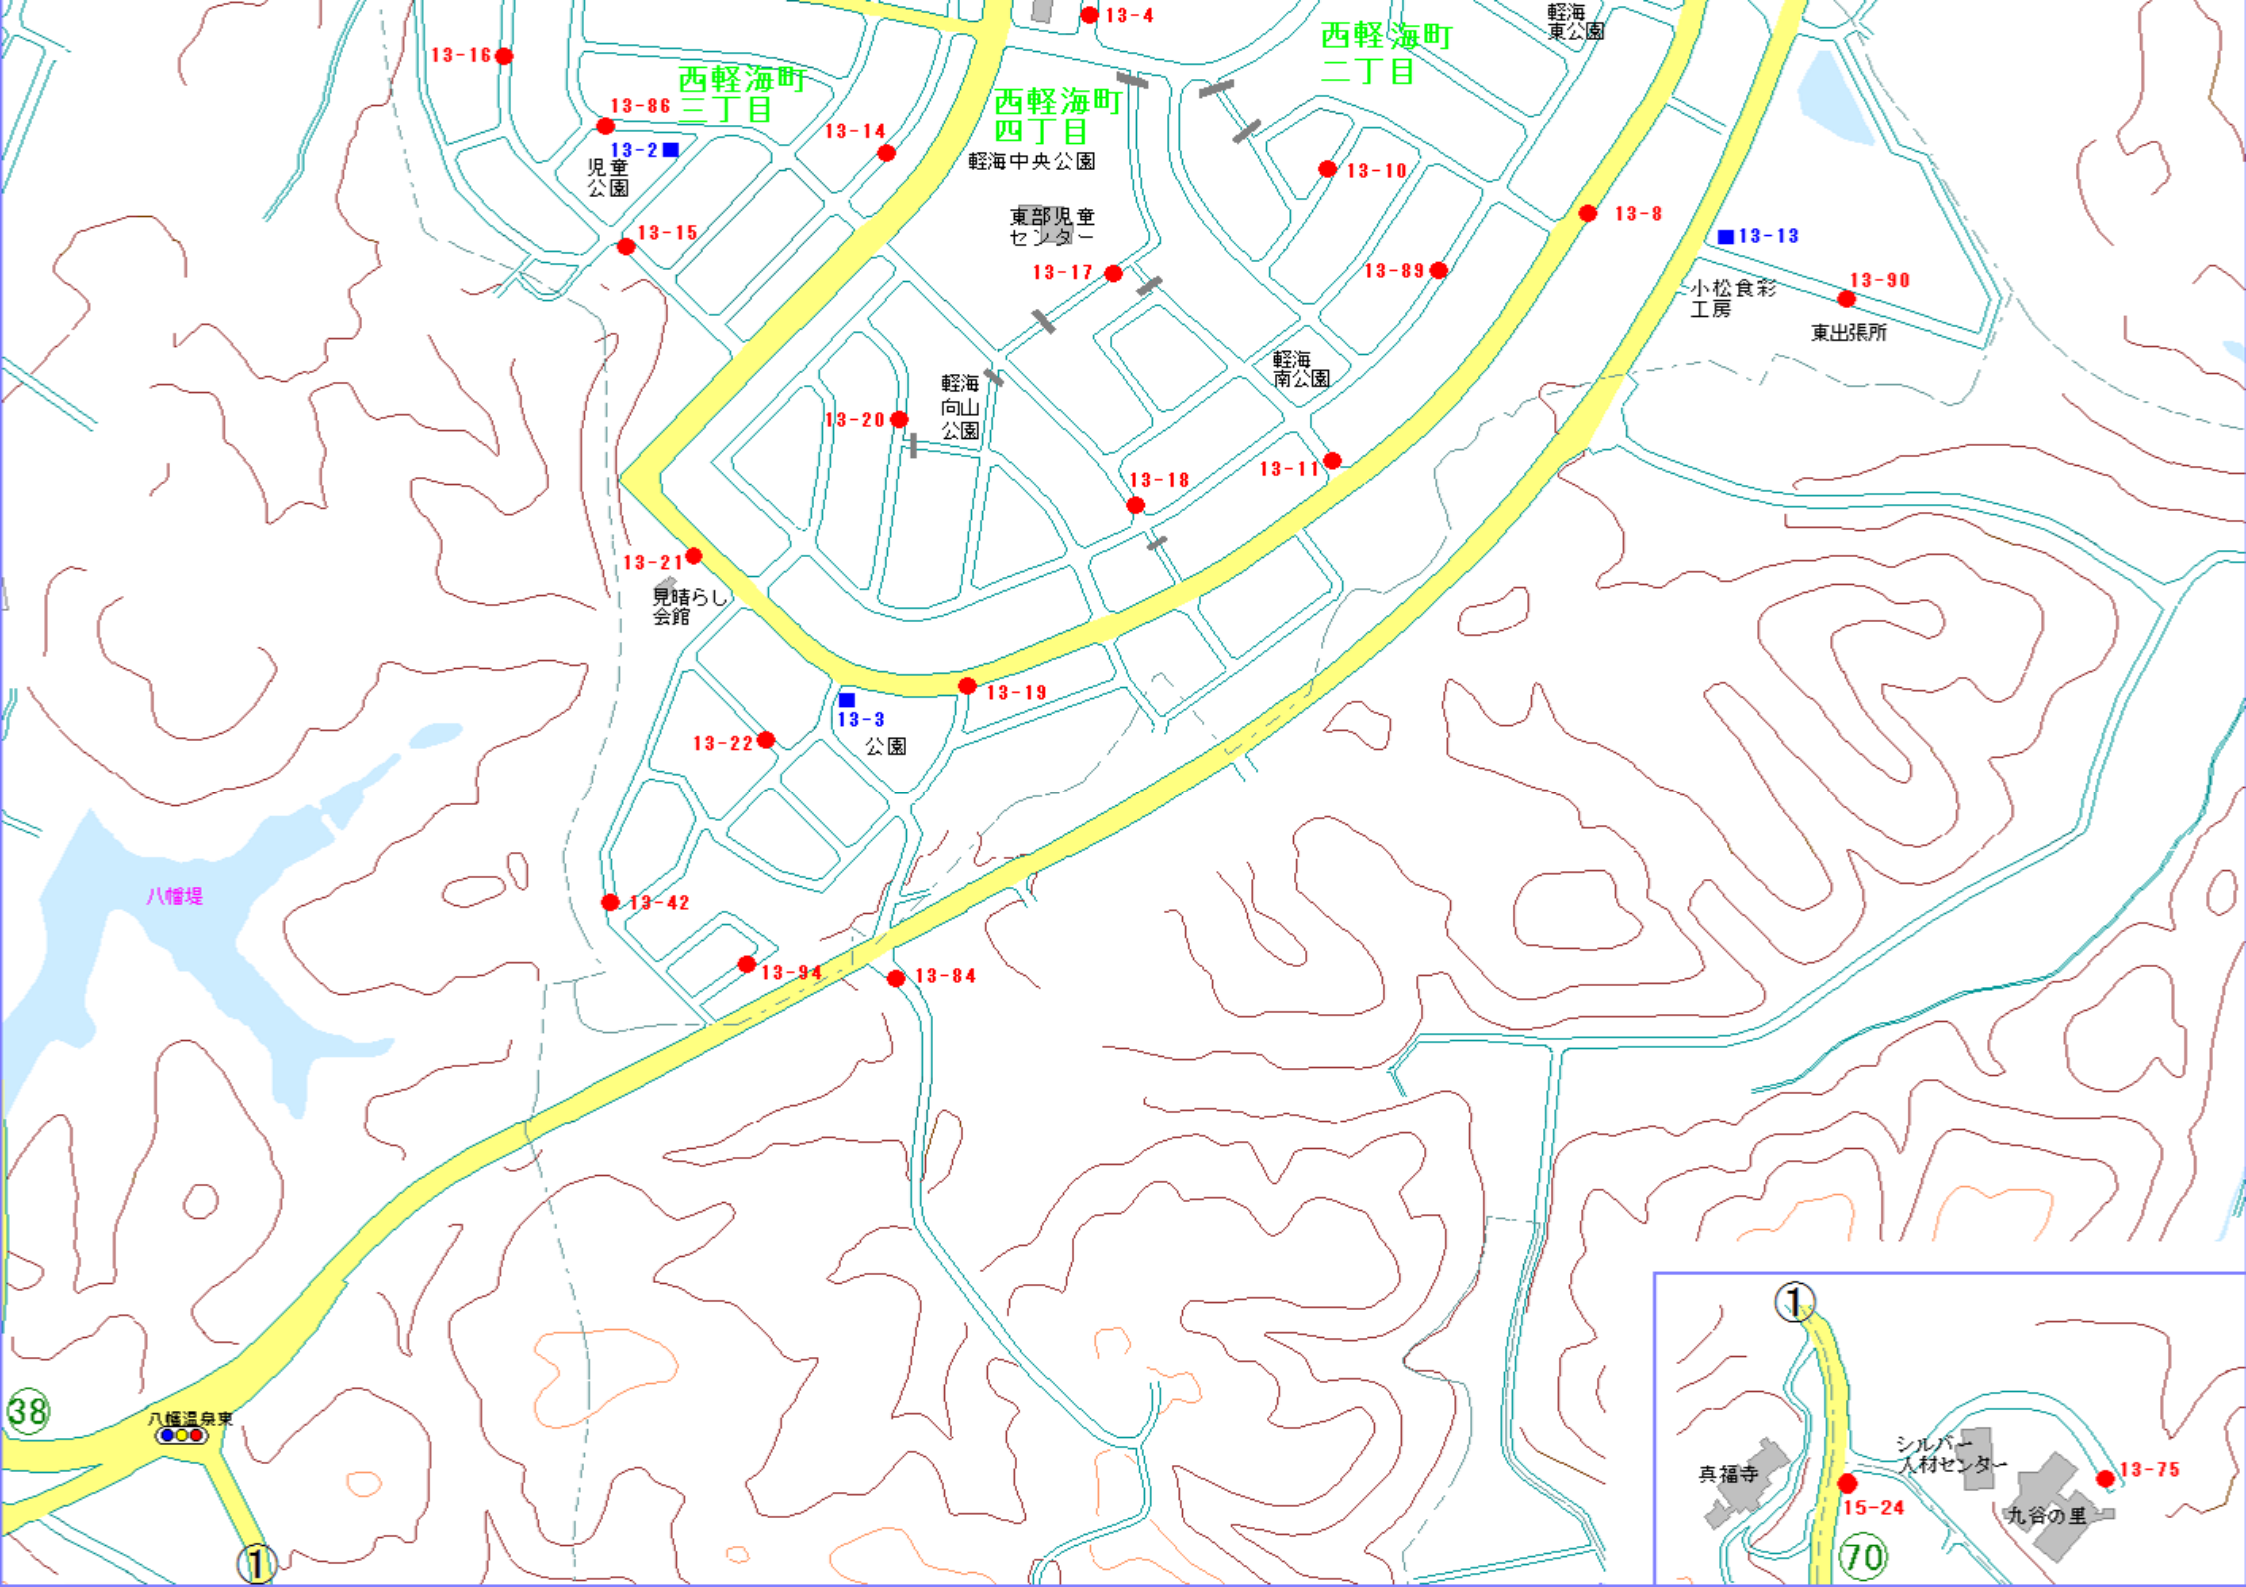 13-4
軽海
東公園
13-16
西軽海町
二丁目
西軽海町
三丁目
13-86
西軽海町
四丁目
13-14
13-2
児童
公園
軽海中央公園
13-10
13-8
東部児童
センター
13-15
13-13
13-17
13-89
13-90
小松食彩
工房
東出張所
軽海
南公園
軽海
向山
公園
13-20
13-11
13-18
13-21
見晴らし
会館
13-19
13-3
公園
13-22
八幡堤
13-42
13-94
13-84
1
38
八幡温泉東
シルバー
人材センター
真福寺
13-75
15-24
九谷の里
70
1